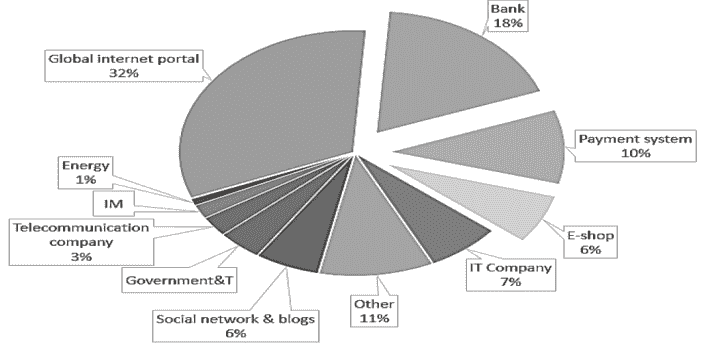 Bank
18%
Global internet portal
32%
Payment system
10%
Energy
1%
IM
Telecommunication
company
3%
E-shop
6%
IT Company
7%
Government&T
Other
11%
Social network & blogs
6%